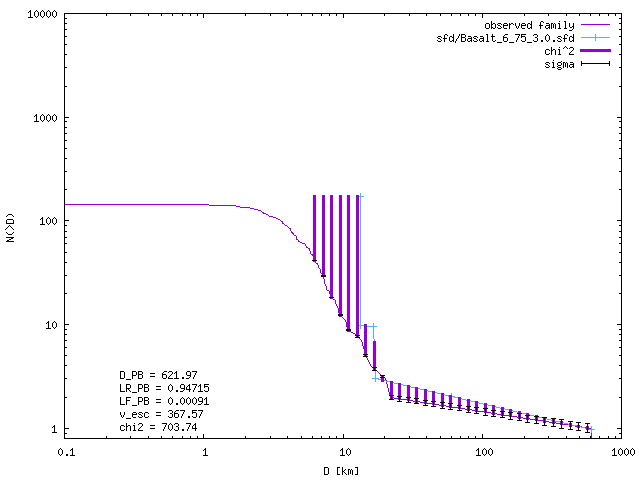 10000
observed family
sfd/Basalt_6_75_3.0.sfd
chi^2
sigma
1000
100
N(>D)
10
D_PB = 621.97
LR_PB = 0.94715
LF_PB = 0.00091
v_esc = 367.57
chi2 = 703.74
1
0.1 1 10 100 1000
D [km]